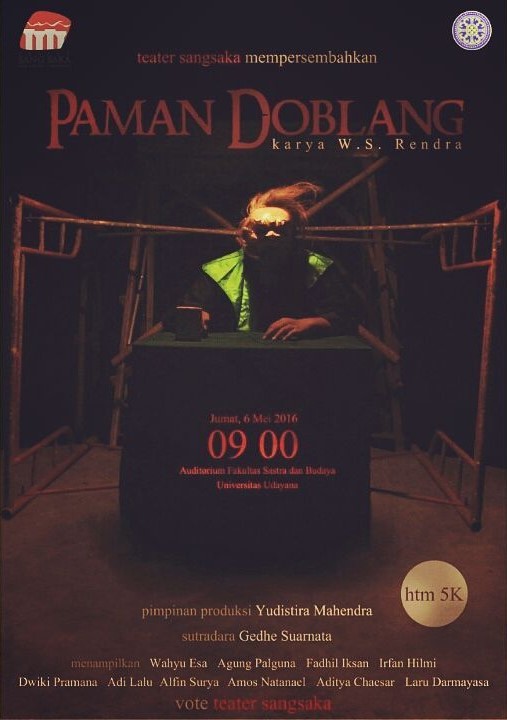 SANG SAKA
teater sangsaka mempersembahkan
PAMAN DOBLANG
karya W.S. Rendra
Jumat, 6 Mei 2016
09 00
Auditorium Fakultas Sastra dan Budaya
Universitas Udayana
htm 5K
pimpinan produksi Yudistira Mahendra
sutradara Gedhe Suarnata
menampilkan Wahyu Esa Agung Palguna Fadhil Iksan Irfan Hilmi
Dwiki Pramana Adi Lalu Alfin Surya Amos Natanael Aditya Chaesar Laru Darmayasa
vote teater sangsaka